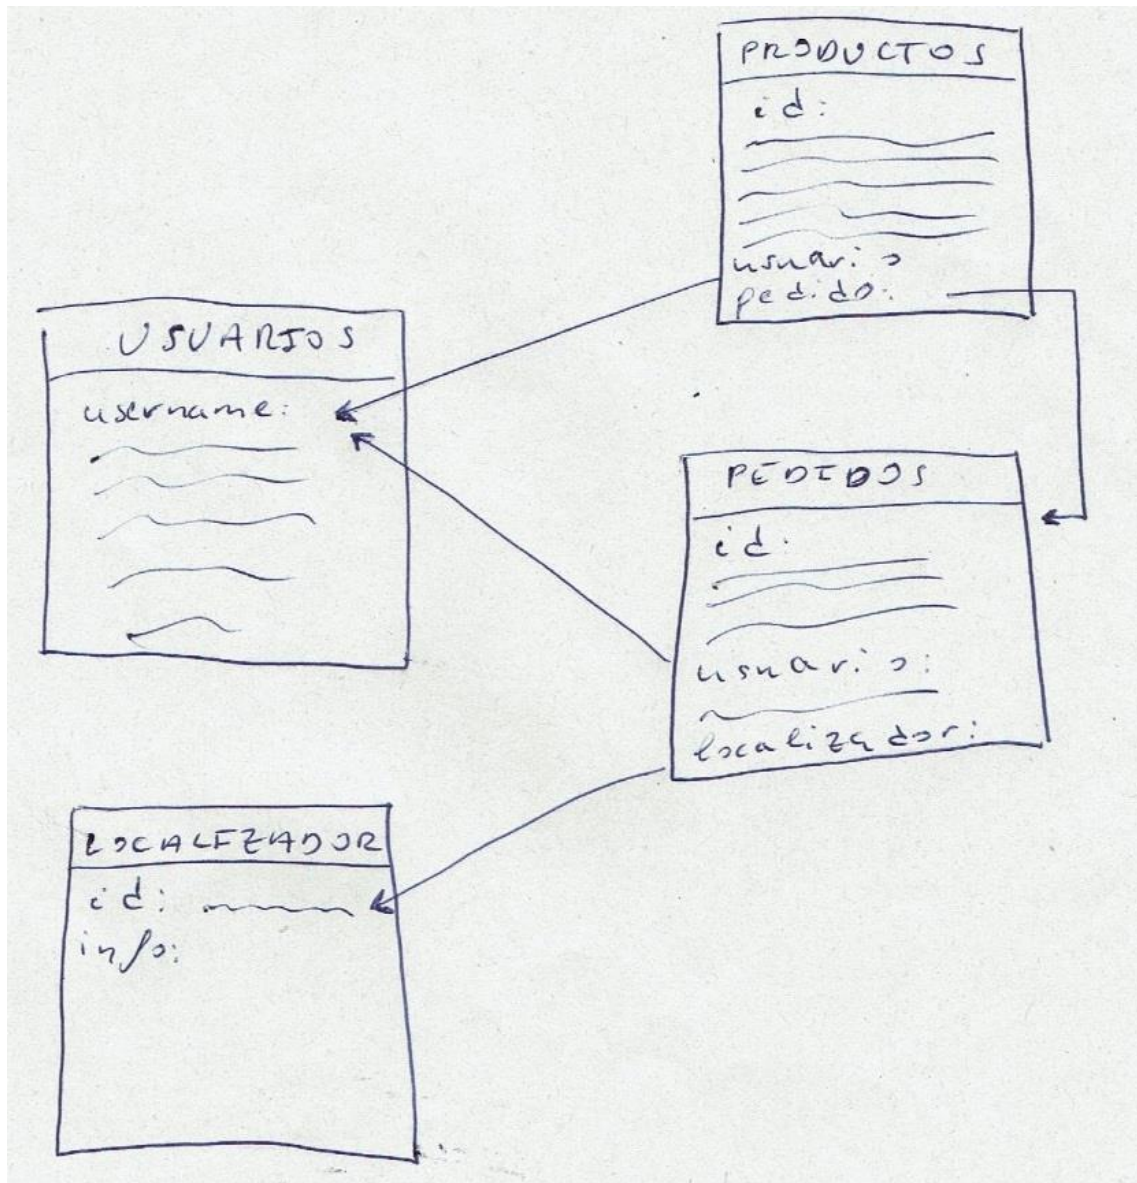 PRODUCTOS
id:
usuario
pedido:
USUARIOS
username:
PEDIDOS
id:
usuario:
localizador:
LOCALIZADOR
id:
info: